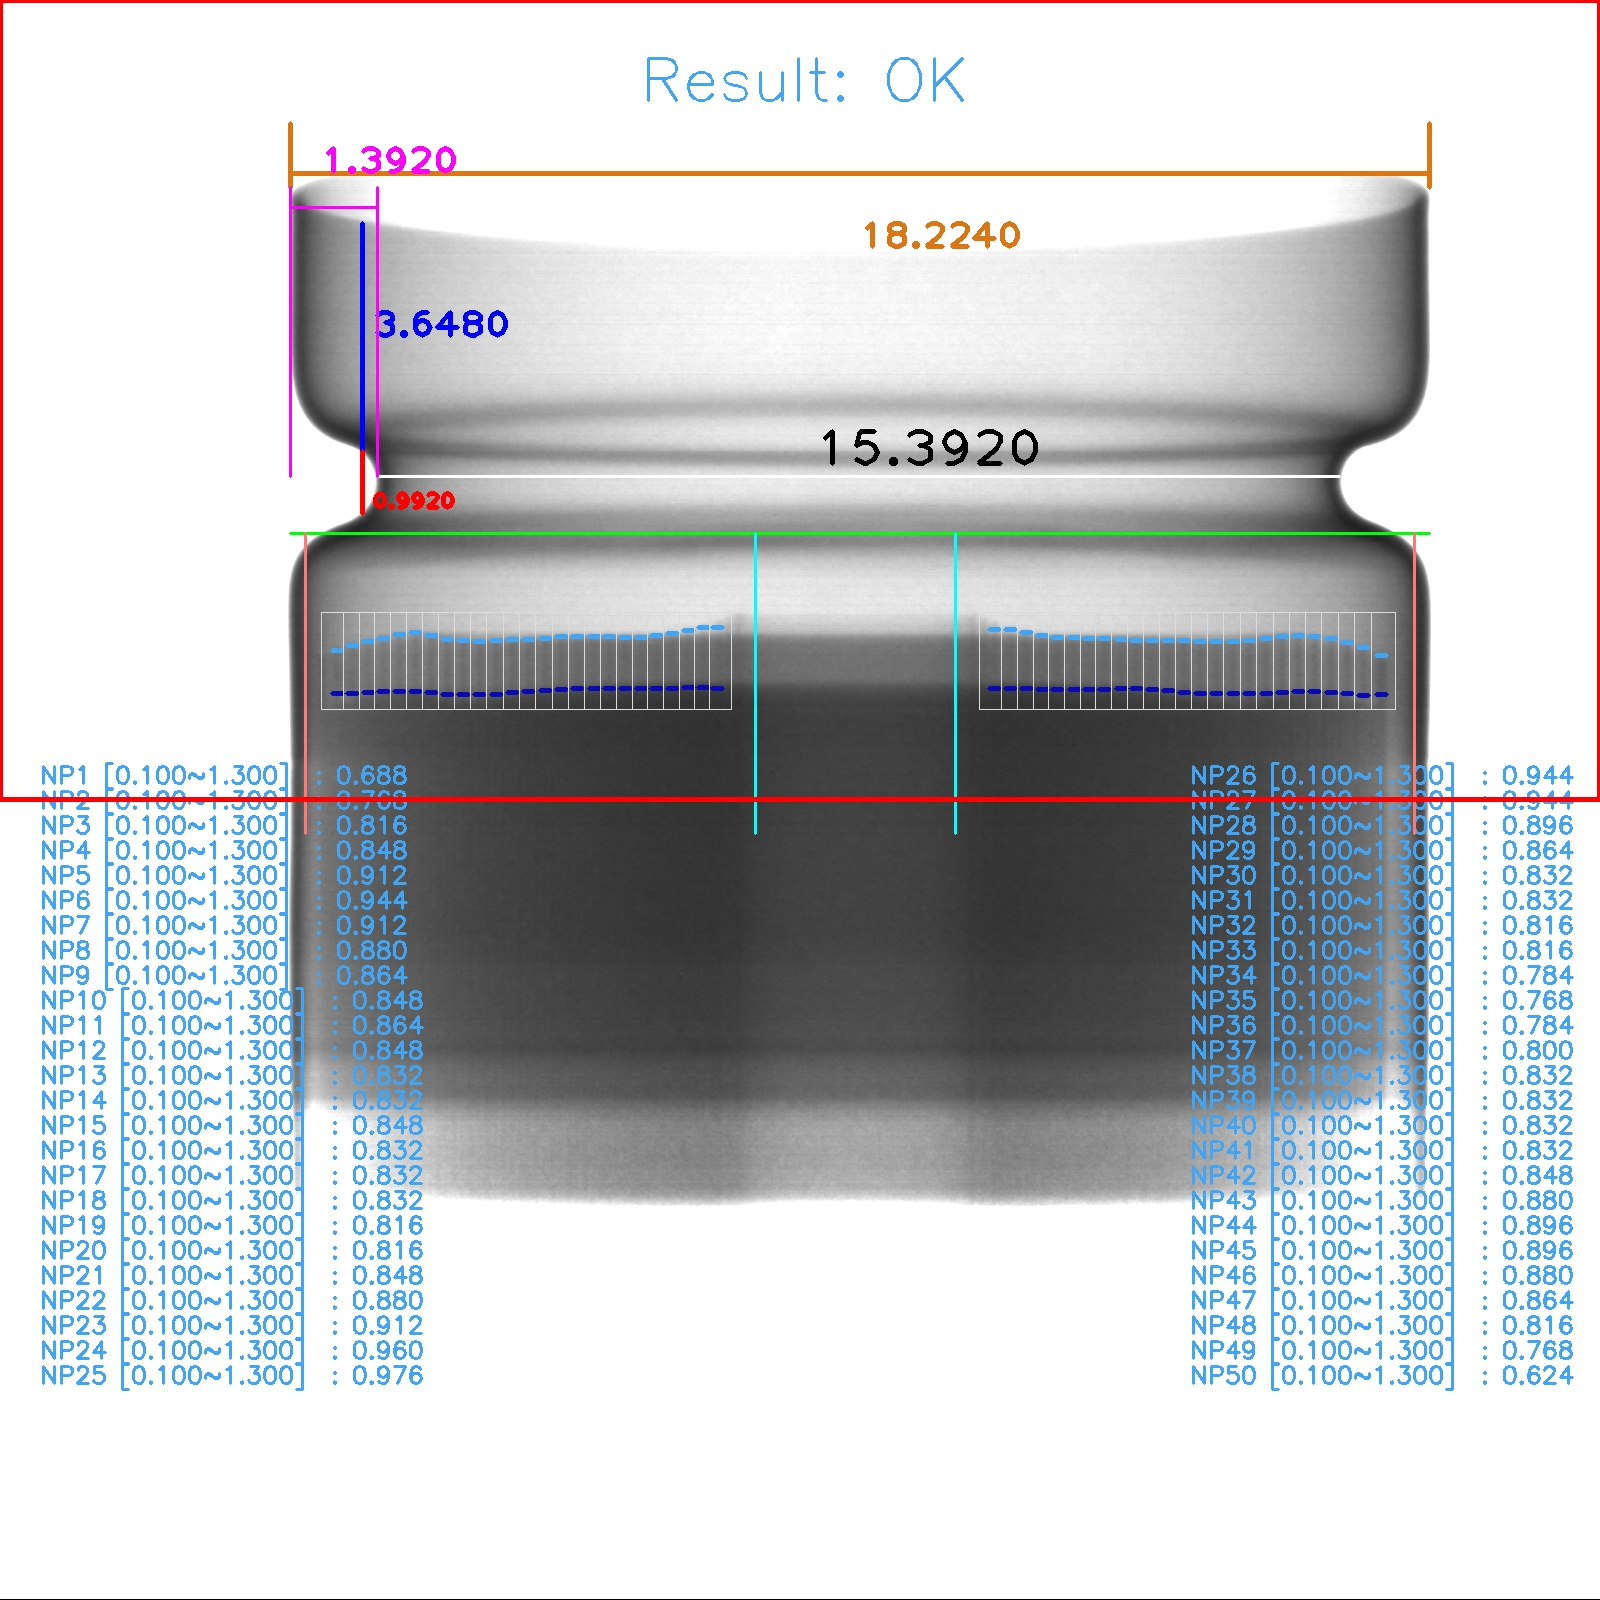 Result: OK
1.3920
18.2240
3.6480
15.3920
0.9920
NP1 [0.100~1.300] : 0.688
NP2 [0.100~1.300] : 0.768
NP3 [0.100~1.300] : 0.816
NP4 [0.100~1.300] : 0.848
NP5 [0.100~1.300] : 0.912
NP6 [0.100~1.300] : 0.944
NP7 [0.100~1.300] : 0.912
NP8 [0.100~1.300] : 0.880
NP9 [0.100~1.300] : 0.864
NP10 [0.100~1.300] : 0.848
NP11 [0.100~1.300] : 0.864
NP12 [0.100~1.300] : 0.848
NP13 [0.100~1.300] : 0.832
NP14 [0.100~1.300] : 0.832
NP15 [0.100~1.300] : 0.848
NP16 [0.100~1.300] : 0.832
NP17 [0.100~1.300] : 0.832
NP18 [0.100~1.300] : 0.832
NP19 [0.100~1.300] : 0.816
NP20 [0.100~1.300] : 0.816
NP21 [0.100~1.300] : 0.848
NP22 [0.100~1.300] : 0.880
NP23 [0.100~1.300] : 0.912
NP24 [0.100~1.300] : 0.960
NP25 [0.100~1.300] : 0.976
NP26 [0.100~1.300] : 0.944
NP27 [0.100~1.300] : 0.944
NP28 [0.100~1.300] : 0.896
NP29 [0.100~1.300] : 0.864
NP30 [0.100~1.300] : 0.832
NP31 [0.100~1.300] : 0.832
NP32 [0.100~1.300] : 0.816
NP33 [0.100~1.300] : 0.816
NP34 [0.100~1.300] : 0.784
NP35 [0.100~1.300] : 0.768
NP36 [0.100~1.300] : 0.784
NP37 [0.100~1.300] : 0.800
NP38 [0.100~1.300] : 0.832
NP39 [0.100~1.300] : 0.832
NP40 [0.100~1.300] : 0.832
NP41 [0.100~1.300] : 0.832
NP42 [0.100~1.300] : 0.848
NP43 [0.100~1.300] : 0.880
NP44 [0.100~1.300] : 0.896
NP45 [0.100~1.300] : 0.896
NP46 [0.100~1.300] : 0.880
NP47 [0.100~1.300] : 0.864
NP48 [0.100~1.300] : 0.816
NP49 [0.100~1.300] : 0.768
NP50 [0.100~1.300] : 0.624